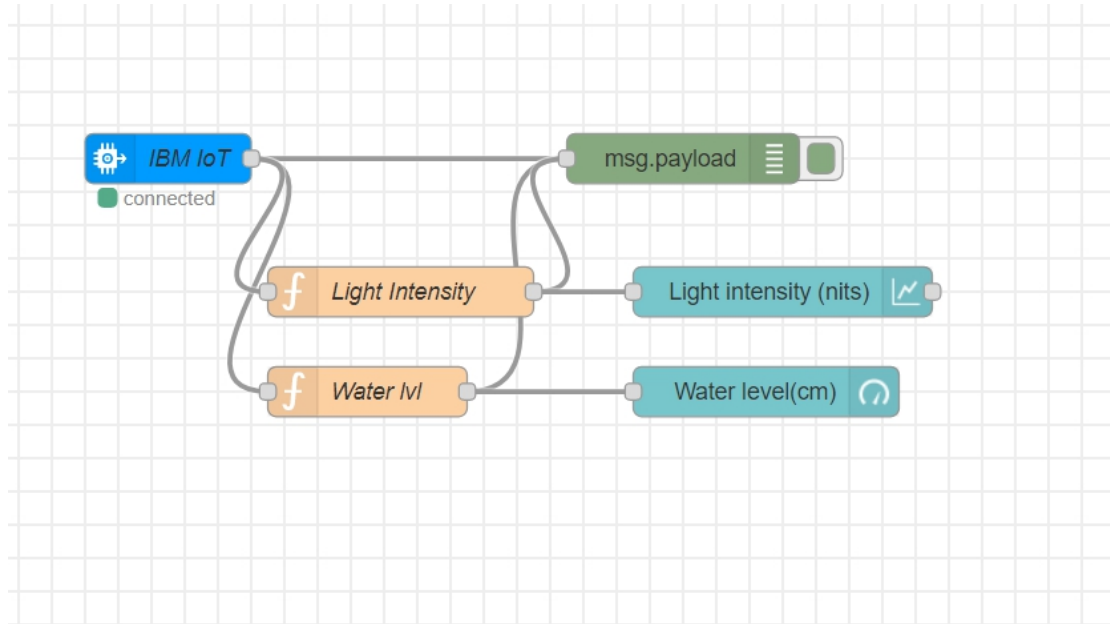 IBM IoT
msg.payload
connected
Light Intensity
Light intensity (nits)
Water lvl
Water level(cm)